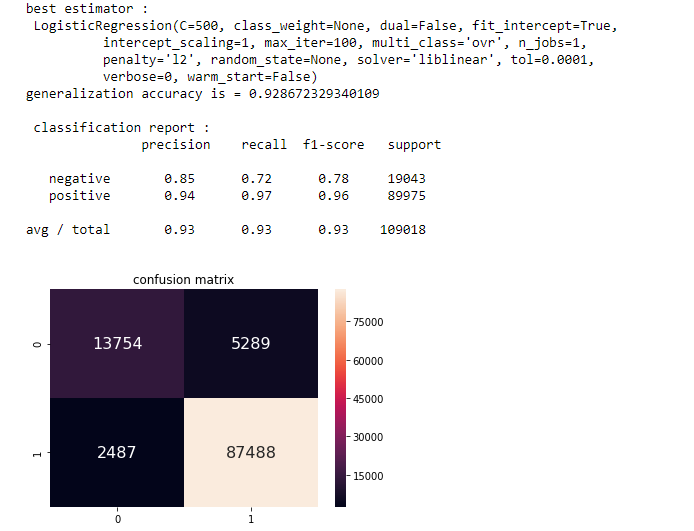 best estimator :
LogisticRegression(C=500, class_weight=None, dual=False, fit_intercept=True,
intercept_scaling=1, max_iter=100, multi_class='ovr', n_jobs=1,
penalty='l2', random_state=None, solver='liblinear', tol=0.0001,
verbose=0, warm_start=False)
generalization accuracy is = 0.928672329340109
classification report :
precision recall f1-score support
negative 0.85 0.72 0.78 19043
positive 0.94 0.97 0.96 89975
avg / total 0.93 0.93 0.93 109018
confusion matrix
75000
0 13754 5289
60000
45000
30000
1 2487 87488
15000
0 1